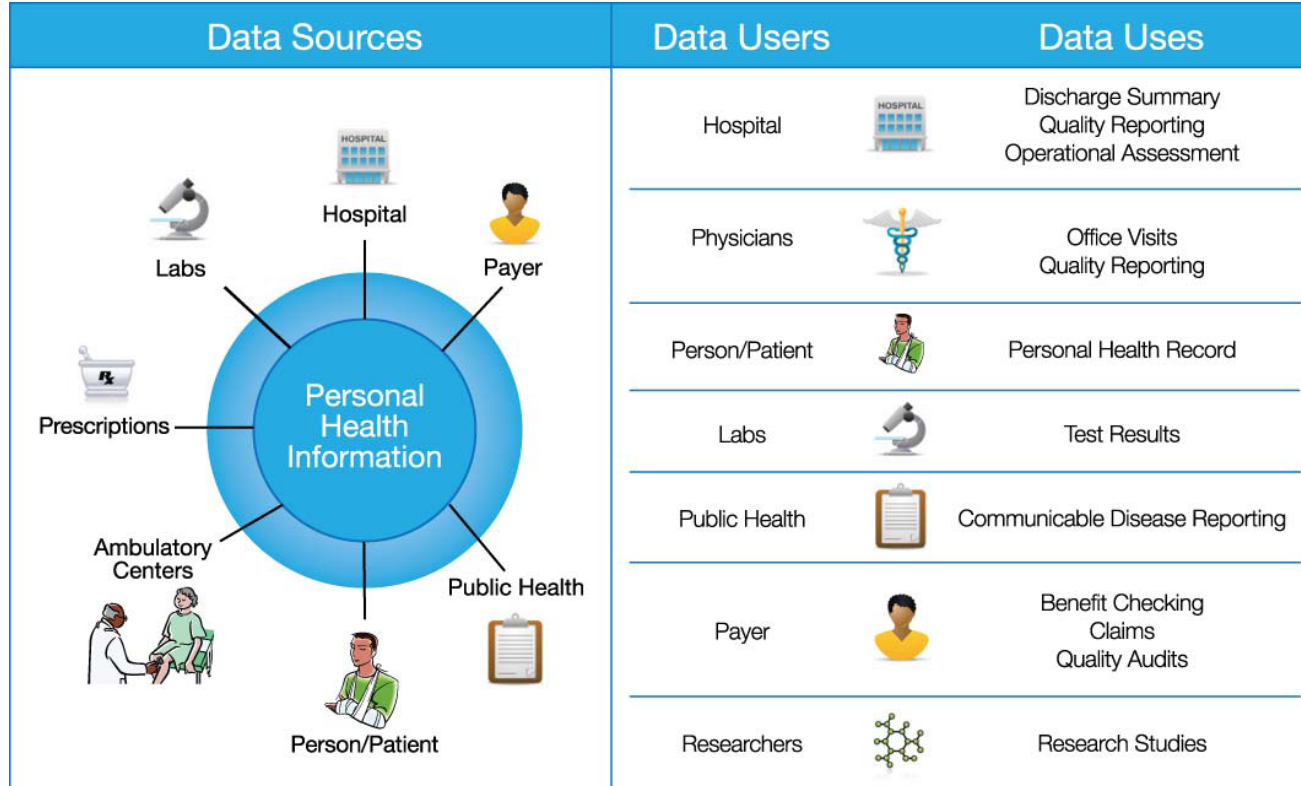 Data Sources
Data Users
Data Uses
HOSPITAL
Hospital
Labs
Payer
Rx
Prescriptions
Personal
Health
Information
Ambulatory
Centers
Public Health
Person/Patient
Hospital
HOSPITAL
Discharge Summary
Quality Reporting
Operational Assessment
Physicians
Office Visits
Quality Reporting
Person/Patient
Personal Health Record
Labs
Test Results
Public Health
Communicable Disease Reporting
Payer
Benefit Checking
Claims
Quality Audits
Researchers
Research Studies